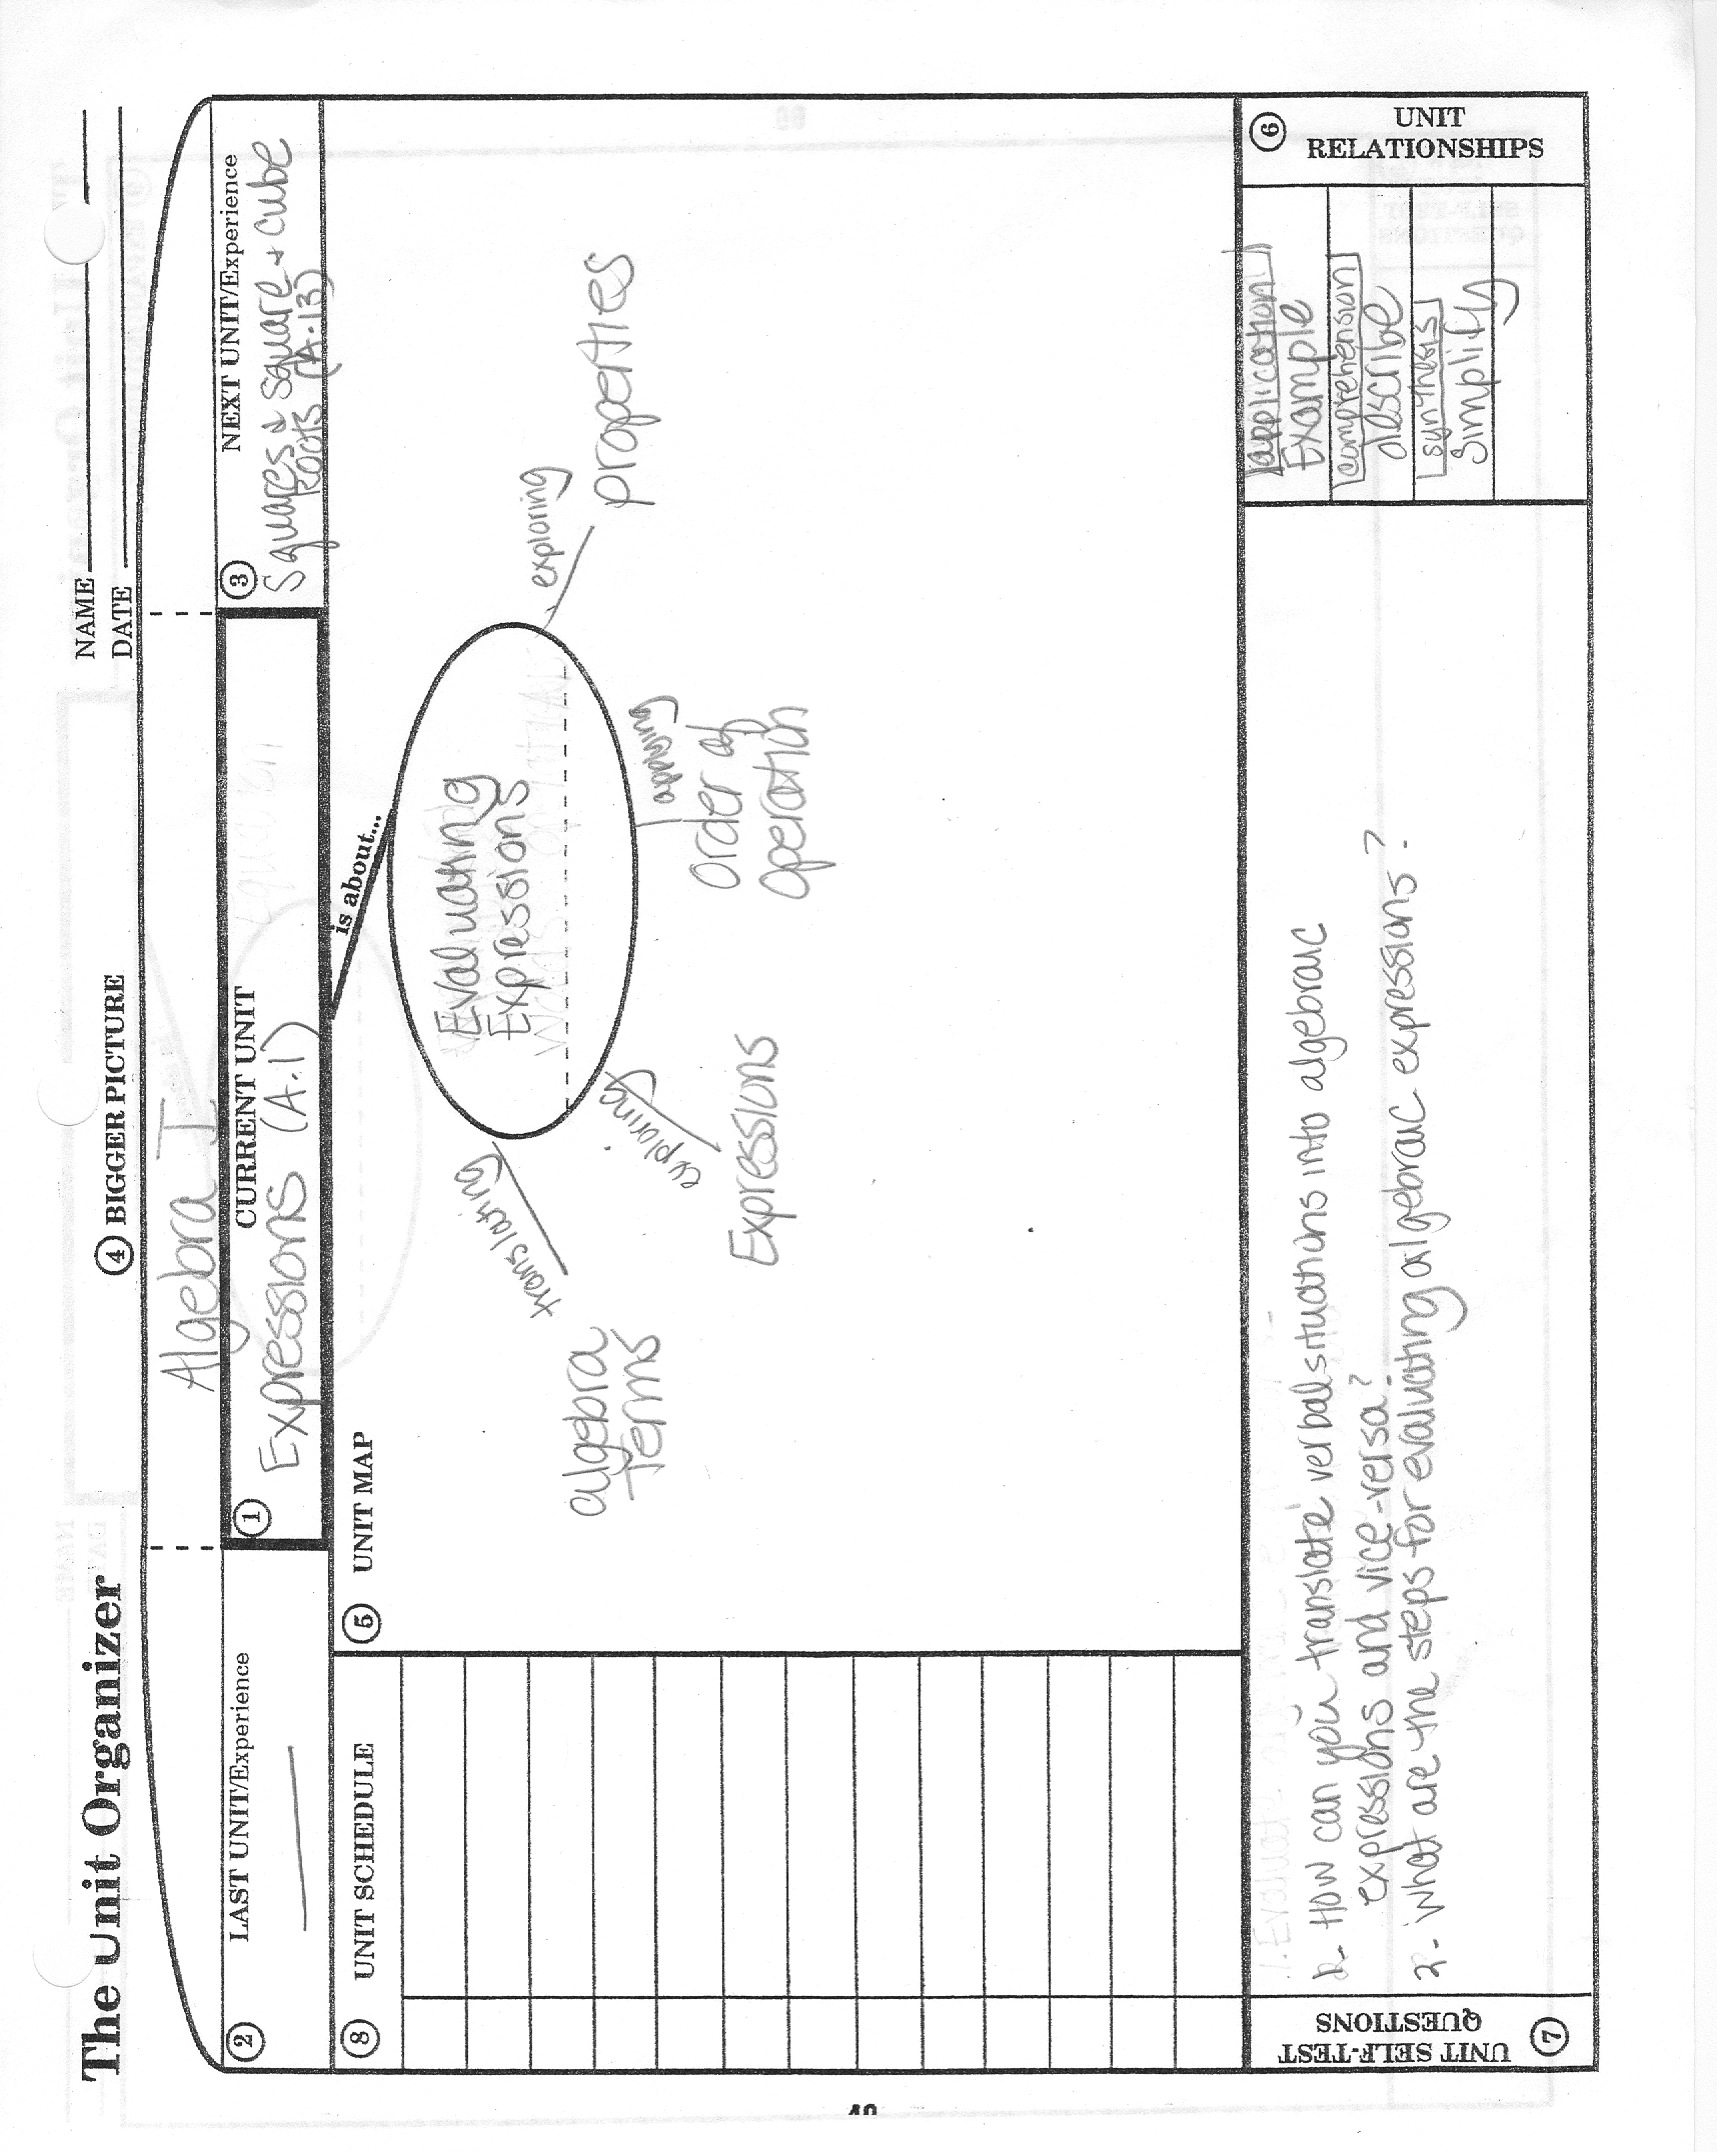 The Unit Organizer
NAME
DATE
4 BIGGER PICTURE
Algebra I
2 LAST UNIT/Experience
1 CURRENT UNIT
Expressions (A.1)
3 NEXT UNIT/Experience
Squares & Square + cube
roots (A.13)
8 UNIT SCHEDULE
5 UNIT MAP
is about...
Evaluating
Expressions
translating
algebra
terms
exploring
Expressions
applying
Order of
operation
exploring
properties
7 UNIT SELF-TEST
QUESTIONS
How can you translate verbal situations into algebraic
expressions and vice-versa?
2. What are the steps for evaluating algebraic expressions?
6 UNIT
RELATIONSHIPS
application
Example
comprehension
describe
synthesis
Simplify